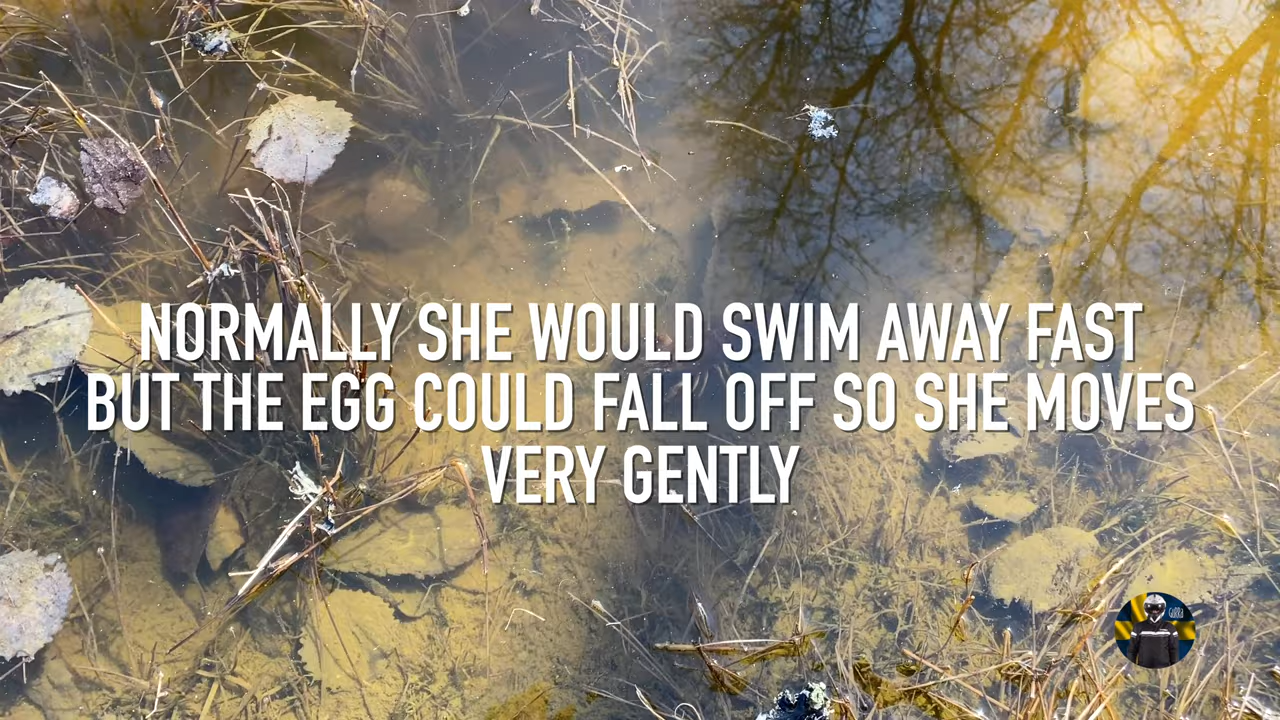 NORMALLY SHE WOULD SWIM AWAY FAST
BUT THE EGG COULD FALL OFF SO SHE MOVES
VERY GENTLY